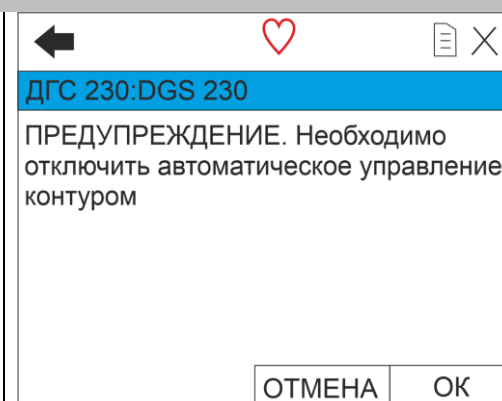 ДГС 230:DGS 230
ПРЕДУПРЕЖДЕНИЕ. Необходимо
отключить автоматическое управление
контуром
ОТМЕНА
ОК